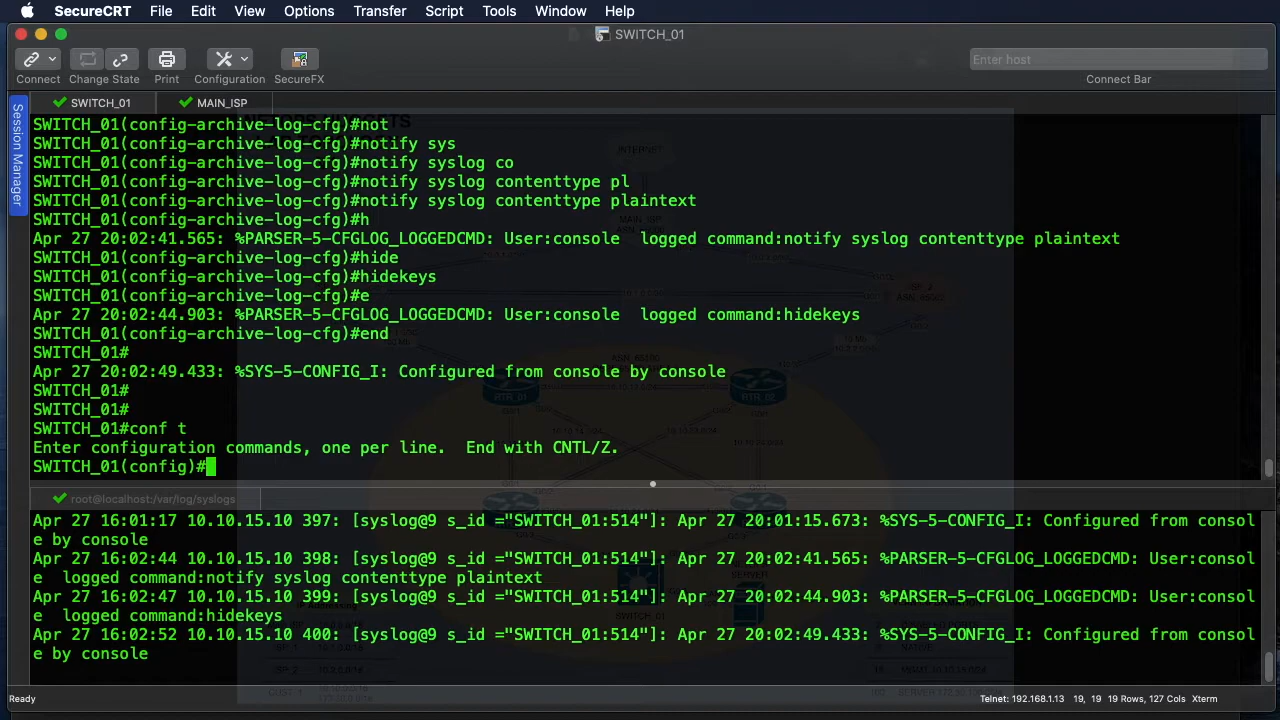 SecureCRT File Edit View Options Transfer Script Tools Window Help
SWITCH_01
Enter host
Connect Change State Print Configuration SecureFX Connect Bar
Session Manager
SWITCH_01 MAIN_ISP
SWITCH_01(config-archive-log-cfg)#not
SWITCH_01(config-archive-log-cfg)#notify sys
SWITCH_01(config-archive-log-cfg)#notify syslog co
SWITCH_01(config-archive-log-cfg)#notify syslog contenttype pl
SWITCH_01(config-archive-log-cfg)#notify syslog contenttype plaintext
SWITCH_01(config-archive-log-cfg)#h
Apr 27 20:02:41.565: %PARSER-5-CFGLOG_LOGGEDCMD: User:console  logged command:notify syslog contenttype plaintext
SWITCH_01(config-archive-log-cfg)#hide
SWITCH_01(config-archive-log-cfg)#hidekeys
SWITCH_01(config-archive-log-cfg)#e
Apr 27 20:02:44.903: %PARSER-5-CFGLOG_LOGGEDCMD: User:console  logged command:hidekeys
SWITCH_01(config-archive-log-cfg)#end
SWITCH_01#
Apr 27 20:02:49.433: %SYS-5-CONFIG_I: Configured from console by console
SWITCH_01#
SWITCH_01#
SWITCH_01#conf t
Enter configuration commands, one per line.  End with CNTL/Z.
SWITCH_01(config)#
root@localhost:/var/log/syslogs
Apr 27 16:01:17 10.10.15.10 397: [syslog@9 s_id ="SWITCH_01:514"]: Apr 27 20:01:15.673: %SYS-5-CONFIG_I: Configured from consol
e by console
Apr 27 16:02:44 10.10.15.10 398: [syslog@9 s_id ="SWITCH_01:514"]: Apr 27 20:02:41.565: %PARSER-5-CFGLOG_LOGGEDCMD: User:consol
e  logged command:notify syslog contenttype plaintext
Apr 27 16:02:47 10.10.15.10 399: [syslog@9 s_id ="SWITCH_01:514"]: Apr 27 20:02:44.903: %PARSER-5-CFGLOG_LOGGEDCMD: User:consol
e  logged command:hidekeys
Apr 27 16:02:52 10.10.15.10 400: [syslog@9 s_id ="SWITCH_01:514"]: Apr 27 20:02:49.433: %SYS-5-CONFIG_I: Configured from consol
e by console
Ready
Telnet: 192.168.1.13 19, 19 19 Rows, 127 Cols Xterm
INTERNET
MAIN_ISP
RTR_01
RTR_02
SERVER
SWITCH_01